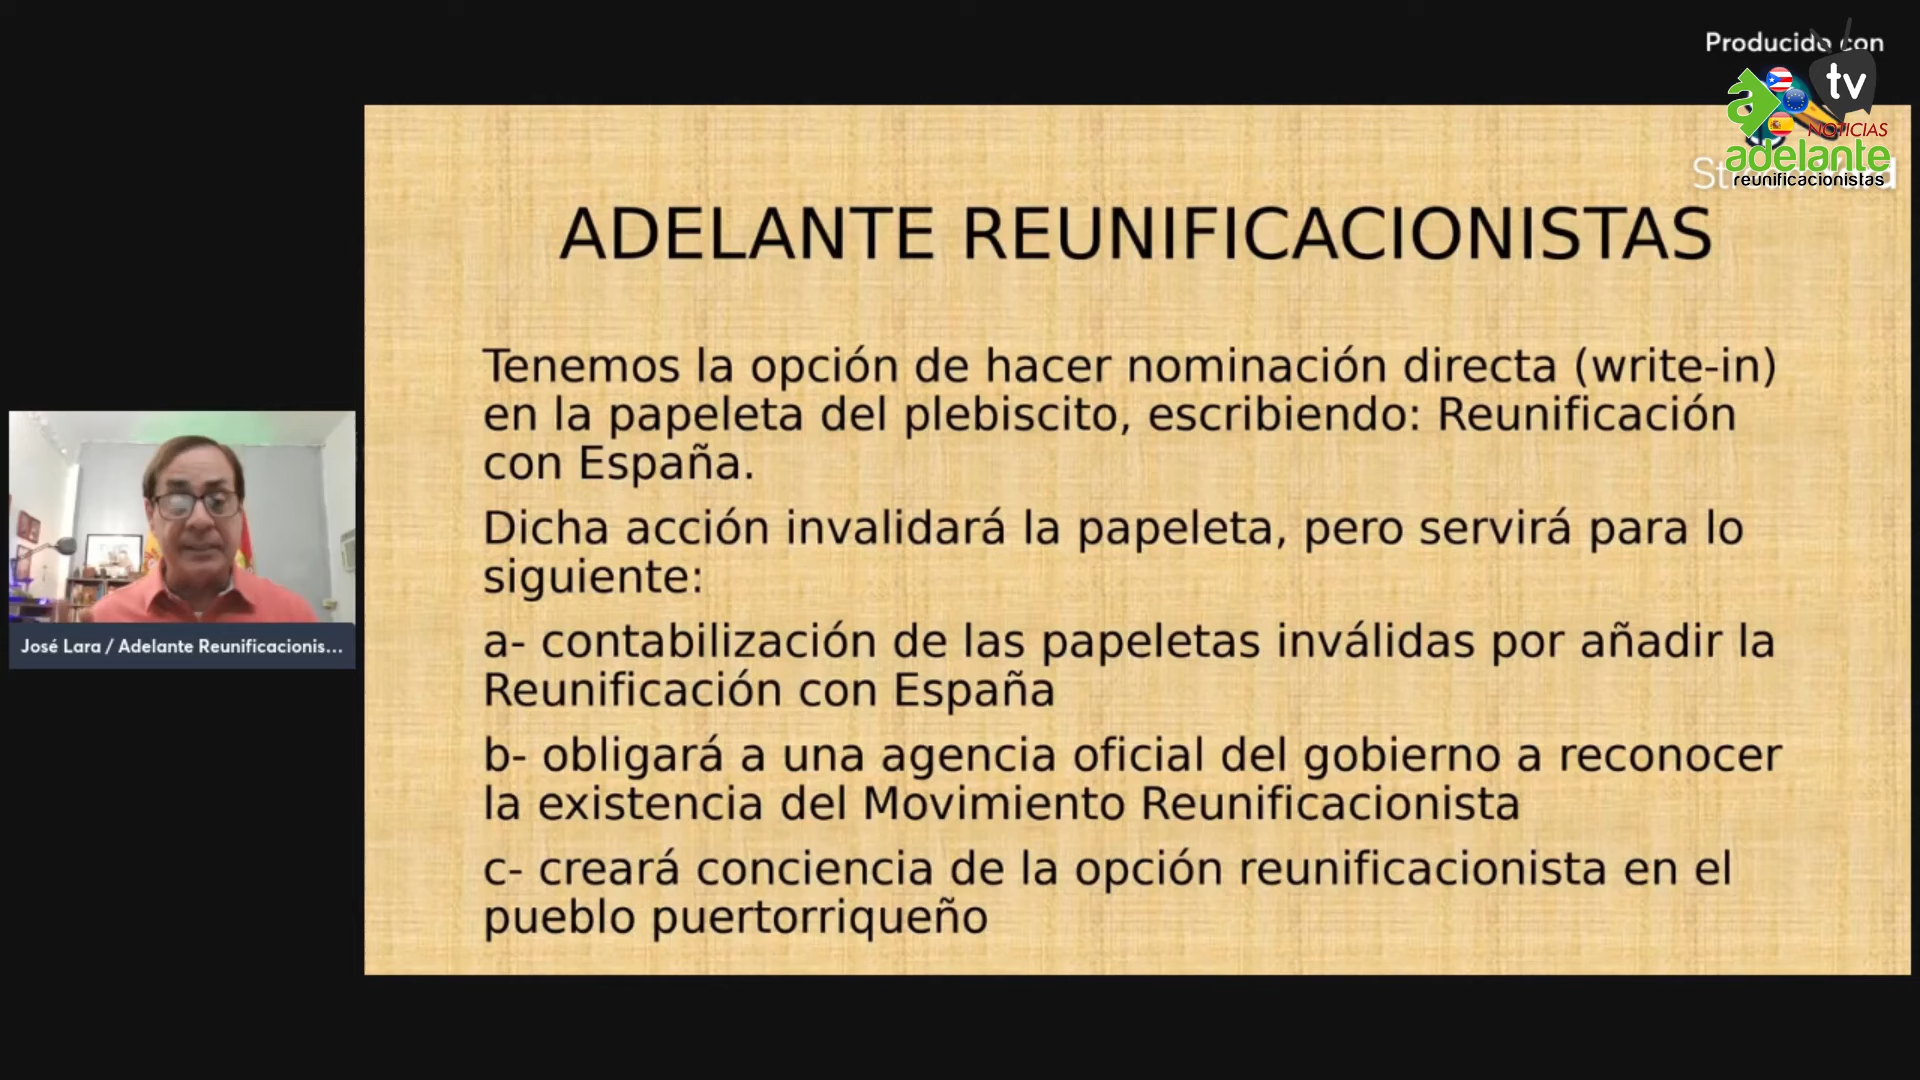 Producido con
tv
a
NOTICIAS
adelante
reunificacionistas
ADELANTE REUNIFICACIONISTAS
Tenemos la opción de hacer nominación directa (write-in)
en la papeleta del plebiscito, escribiendo: Reunificación
con España.
Dicha acción invalidará la papeleta, pero servirá para lo
siguiente:
a- contabilización de las papeletas inválidas por añadir la
Reunificación con España
b- obligará a una agencia oficial del gobierno a reconocer
la existencia del Movimiento Reunificacionista
c- creará conciencia de la opción reunificacionista en el
pueblo puertorriqueño
José Lara / Adelante Reunificacionis...